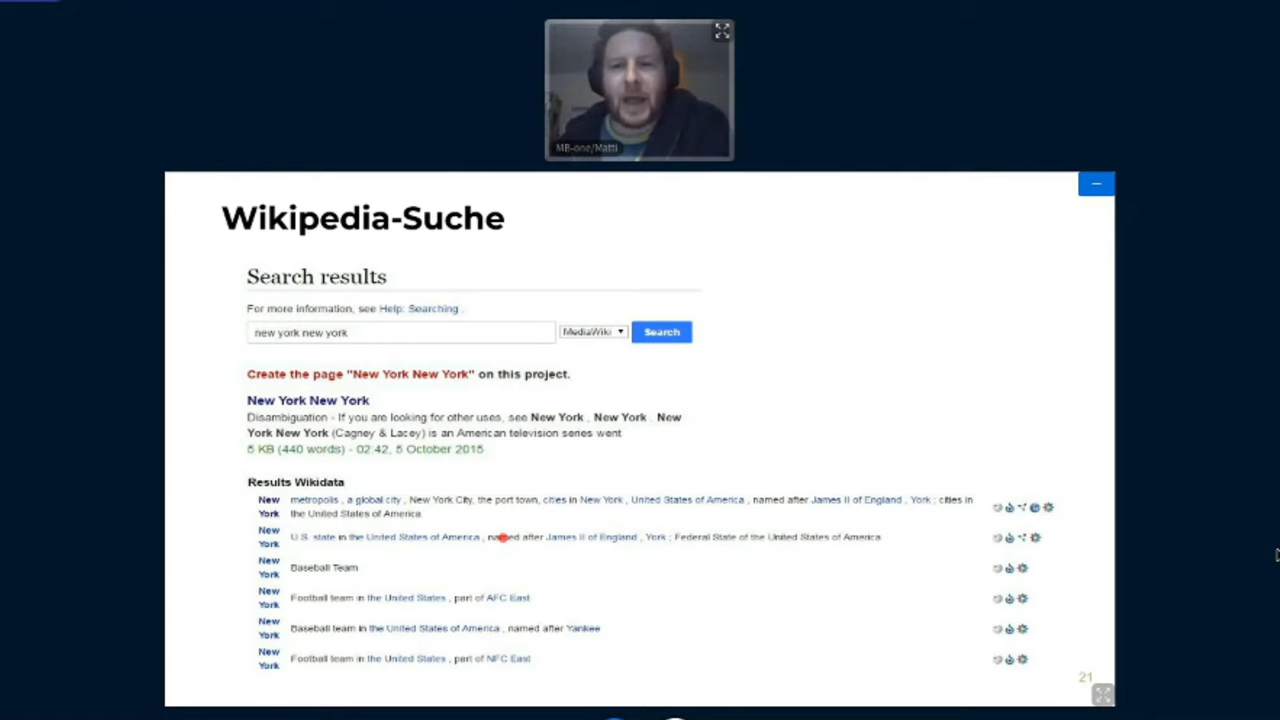 MB-one/Matti
Wikipedia-Suche
Search results
For more information, see Help: Searching .
new york new york
MediaWiki
Search
Create the page "New York New York" on this project.
New York New York
Disambiguation - If you are looking for other uses, see New York , New York . New
York New York (Cagney & Lacey) is an American television series went
5 KB (440 words) - 02:42, 5 October 2015
Results Wikidata
New York
metropolis , a global city , New York City, the port town, cities in New York , United States of America , named after James II of England , York ; cities in
the United States of America
New York
U.S. state in the United States of America , named after James II of England , York ; Federal State of the United States of America
New York
Baseball Team
New York
Football team in the United States , part of AFC East
New York
Baseball team in the United States of America , named after Yankee
New York
Football team in the United States , part of NFC East
21